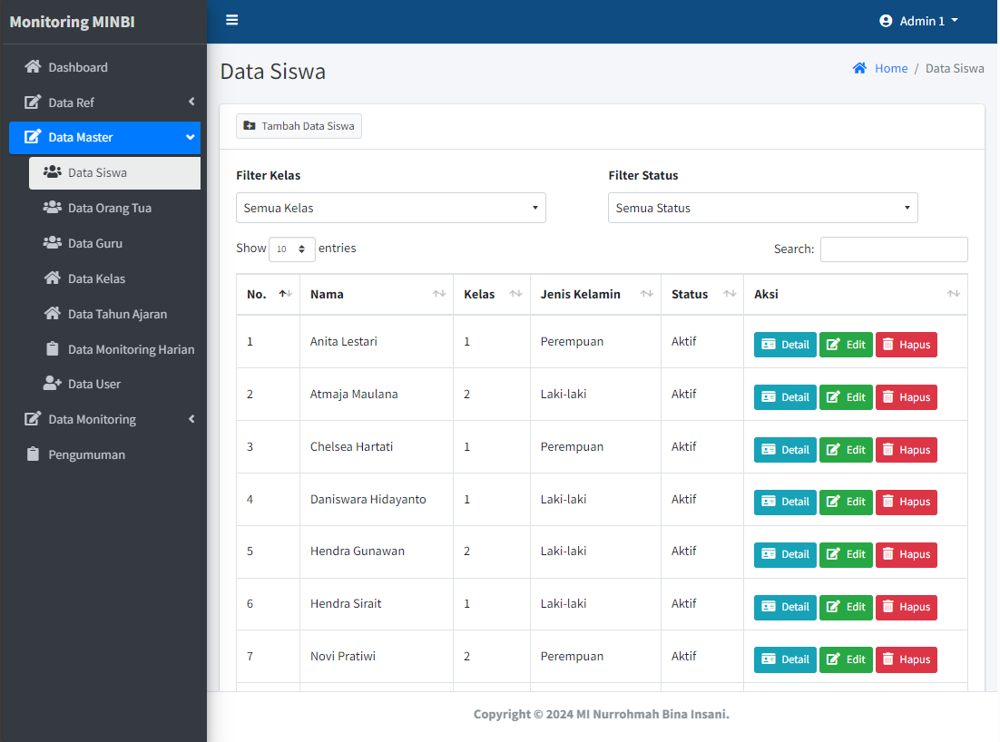 Monitoring MINBI
Admin 1
Dashboard
Data Ref
Data Master
Data Siswa
Data Orang Tua
Data Guru
Data Kelas
Data Tahun Ajaran
Data Monitoring Harian
Data User
Data Monitoring
Pengumuman
Data Siswa
Home / Data Siswa
Tambah Data Siswa
Filter Kelas Filter Status
Semua Kelas Semua Status
Show 10 entries Search:
No. Nama Kelas Jenis Kelamin Status Aksi
1 Anita Lestari 1 Perempuan Aktif Detail Edit Hapus
2 Atmaja Maulana 2 Laki-laki Aktif Detail Edit Hapus
3 Chelsea Hartati 1 Perempuan Aktif Detail Edit Hapus
4 Daniswara Hidayanto 1 Laki-laki Aktif Detail Edit Hapus
5 Hendra Gunawan 2 Laki-laki Aktif Detail Edit Hapus
6 Hendra Sirait 1 Laki-laki Aktif Detail Edit Hapus
7 Novi Pratiwi 2 Perempuan Aktif Detail Edit Hapus
Copyright © 2024 MI Nurrohmah Bina Insani.